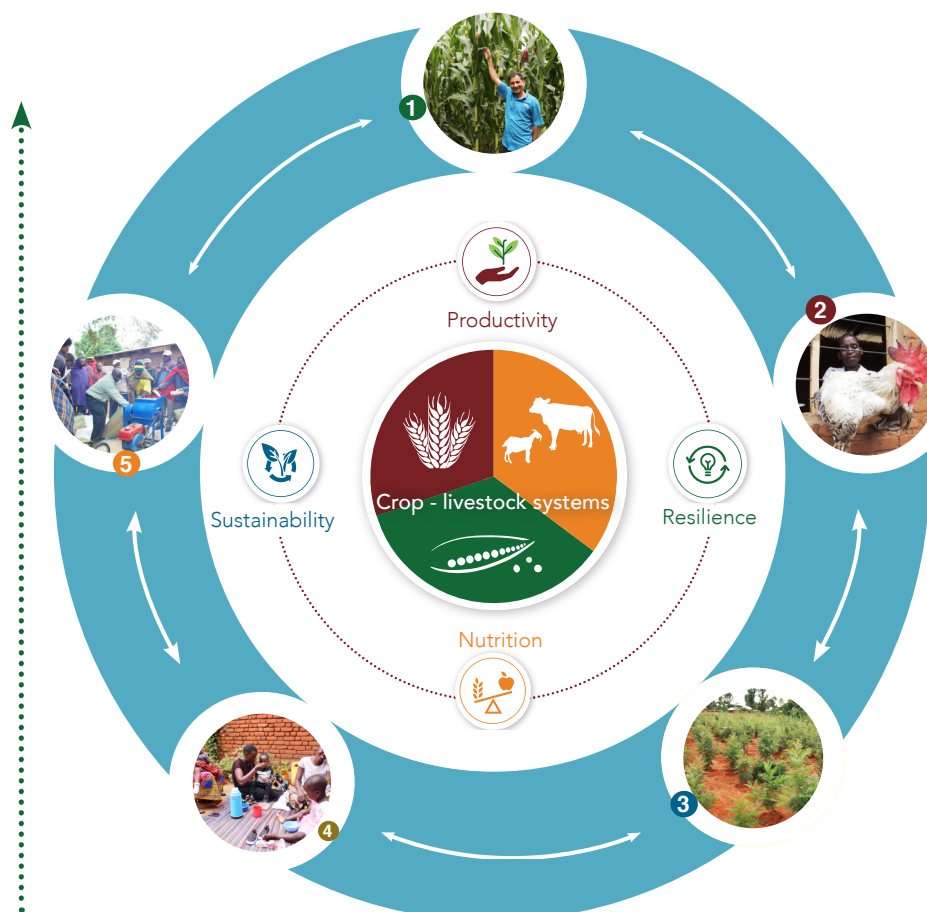 1
Productivity
2
5
Crop - livestock systems
Sustainability
Resilience
Nutrition
3
4